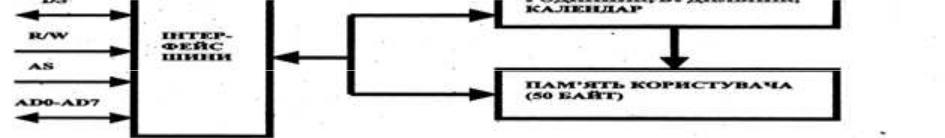 DS
R/W
AS
AD0-AD7
ІНТЕР-
ФЕЙС
ШИНИ
КАЛЕНДАР
ПАМ'ЯТЬ КОРИСТУВАЧА
(50 БАЙТ)